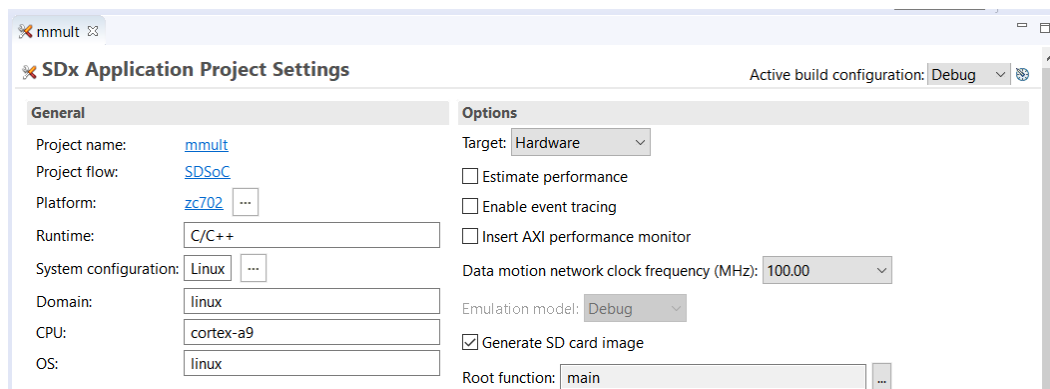 mmult
SDx Application Project Settings
Active build configuration: Debug
General
Project name: mmult
Project flow: SDSoC
Platform: zc702 ...
Runtime: C/C++
System configuration: Linux ...
Domain: linux
CPU: cortex-a9
OS: linux
Options
Target: Hardware
Estimate performance
Enable event tracing
Insert AXI performance monitor
Data motion network clock frequency (MHz): 100.00
Emulation model: Debug
Generate SD card image
Root function: main ...